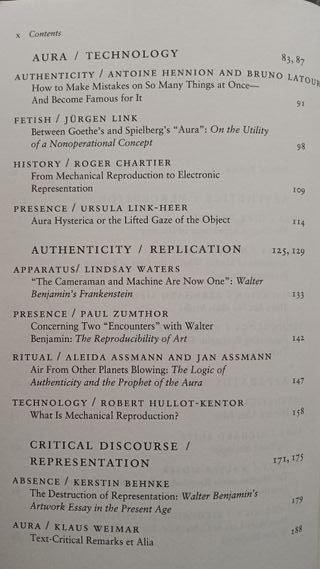 x Contents
AURA / TECHNOLOGY 83, 87
AUTHENTICITY / ANTOINE HENNION AND BRUNO LATOUR
How to Make Mistakes on So Many Things at Once—
And Become Famous for It 91
FETISH / JÜRGEN LINK
Between Goethe's and Spielberg's "Aura": On the Utility
of a Nonoperational Concept 98
HISTORY / ROGER CHARTIER
From Mechanical Reproduction to Electronic
Representation 109
PRESENCE / URSULA LINK-HEER
Aura Hysterica or the Lifted Gaze of the Object 114
AUTHENTICITY / REPLICATION 125, 129
APPARATUS/ LINDSAY WATERS
"The Cameraman and Machine Are Now One": Walter
Benjamin's Frankenstein 133
PRESENCE / PAUL ZUMTHOR
Concerning Two "Encounters" with Walter
Benjamin: The Reproducibility of Art 142
RITUAL / ALEIDA ASSMANN AND JAN ASSMANN
Air From Other Planets Blowing: The Logic of
Authenticity and the Prophet of the Aura 147
TECHNOLOGY / ROBERT HULLOT-KENTOR
What Is Mechanical Reproduction? 158
CRITICAL DISCOURSE /
REPRESENTATION 171, 175
ABSENCE / KERSTIN BEHNKE
The Destruction of Representation: Walter Benjamin's
Artwork Essay in the Present Age 179
AURA / KLAUS WEIMAR
Text-Critical Remarks et Alia 188